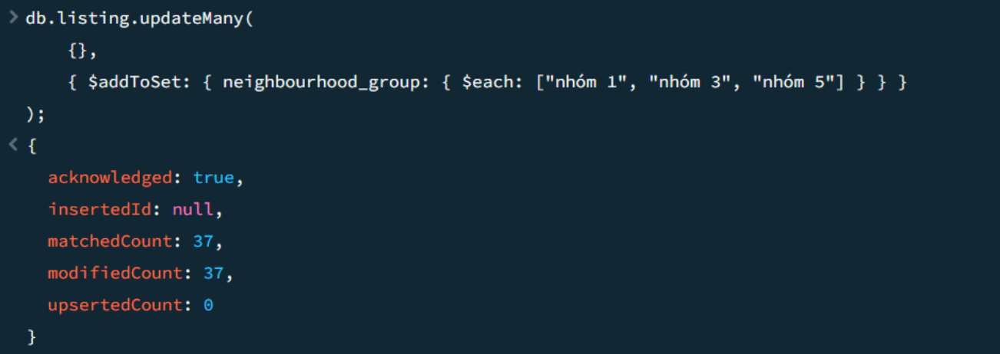 > db.listing.updateMany(
{},
{ $addToSet: { neighbourhood_group: { $each: ["nhóm 1", "nhóm 3", "nhóm 5"] } } }
);
< {
acknowledged: true,
insertedId: null,
matchedCount: 37,
modifiedCount: 37,
upsertedCount: 0
}